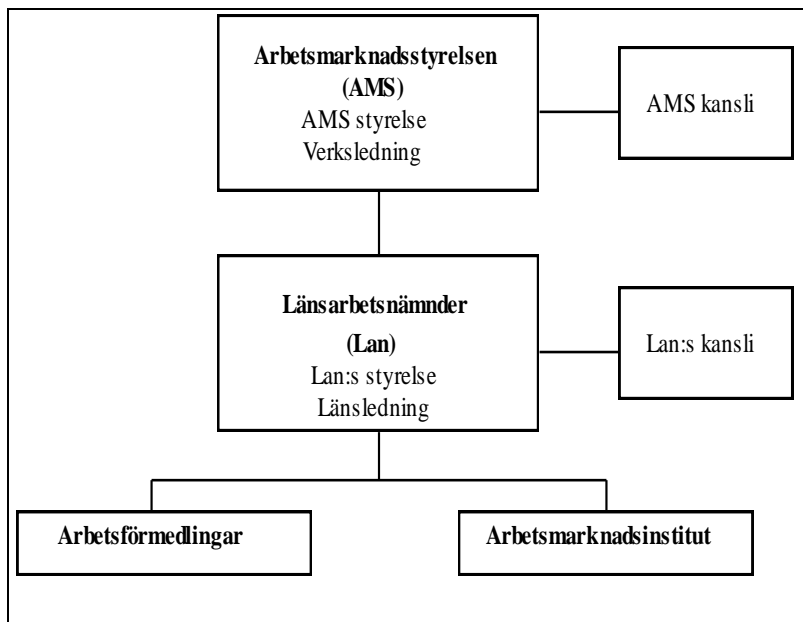 Arbetsmarknadsstyrelsen
(AMS)
AMS styrelse
Verksledning
AMS kansli
Länsarbetsnämnder
(Lan)
Lan:s styrelse
Länsledning
Lan:s kansli
Arbetsförmedlingar
Arbetsmarknadsinstitut